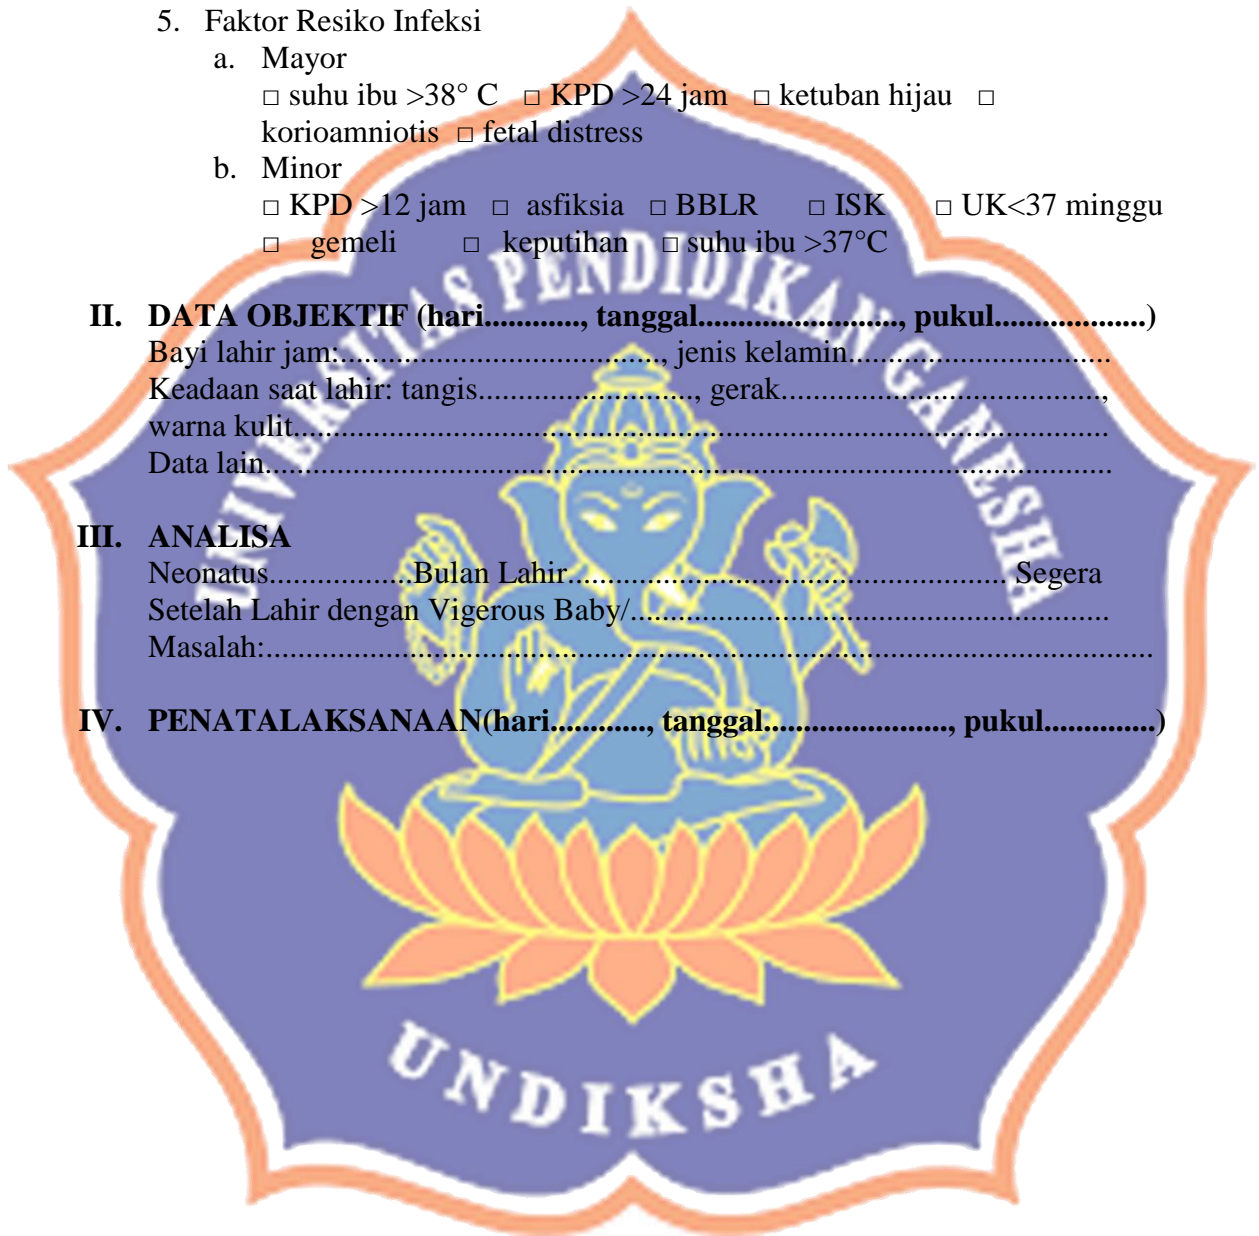 5. Faktor Resiko Infeksi
a. Mayor
□ suhu ibu >38° C □ KPD >24 jam □ ketuban hijau □
korioamniotis □ fetal distress
b. Minor
□ KPD >12 jam □ asfiksia □ BBLR □ ISK □ UK<37 minggu
□ gemeli □ keputihan □ suhu ibu >37°C
II. DATA OBJEKTIF (hari............, tanggal.........................., pukul...................)
Bayi lahir jam:........................................, jenis kelamin.................................
Keadaan saat lahir: tangis..........................., gerak........................................,
warna kulit.......................................................................................................
Data lain..........................................................................................................
III. ANALISA
Neonatus..................Bulan Lahir....................................................... Segera
Setelah Lahir dengan Vigerous Baby/............................................................
Masalah:...............................................................................................................
IV. PENATALAKSANAAN(hari............, tanggal......................., pukul..............)
UNIVERSITAS PENDIDIKAN GANESHA
UNDIKSHA